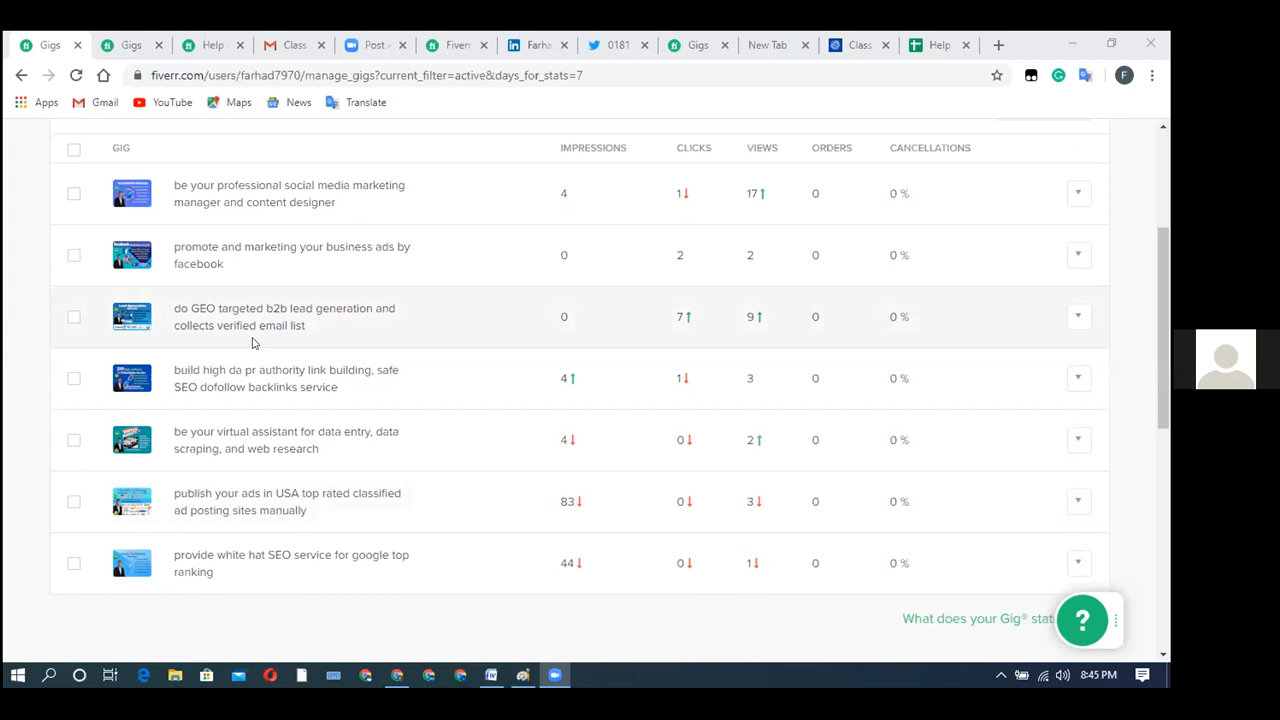 Gigs
Gigs
Help
Class
Post
Fiverr
Farha
0181
Gigs
New Tab
Class
Help
fiverr.com/users/farhad7970/manage_gigs?current_filter=active&days_for_stats=7
F
Apps Gmail YouTube Maps News Translate
GIG IMPRESSIONS CLICKS VIEWS ORDERS CANCELLATIONS
be your professional social media marketing
manager and content designer
4 1 17 0 0 %
promote and marketing your business ads by
facebook
0 2 2 0 0 %
do GEO targeted b2b lead generation and
collects verified email list
0 7 9 0 0 %
build high da pr authority link building, safe
SEO dofollow backlinks service
4 1 3 0 0 %
be your virtual assistant for data entry, data
scraping, and web research
4 0 2 0 0 %
publish your ads in USA top rated classified
ad posting sites manually
83 0 3 0 0 %
provide white hat SEO service for google top
ranking
44 0 1 0 0 %
What does your Gig® stat
?
8:45 PM